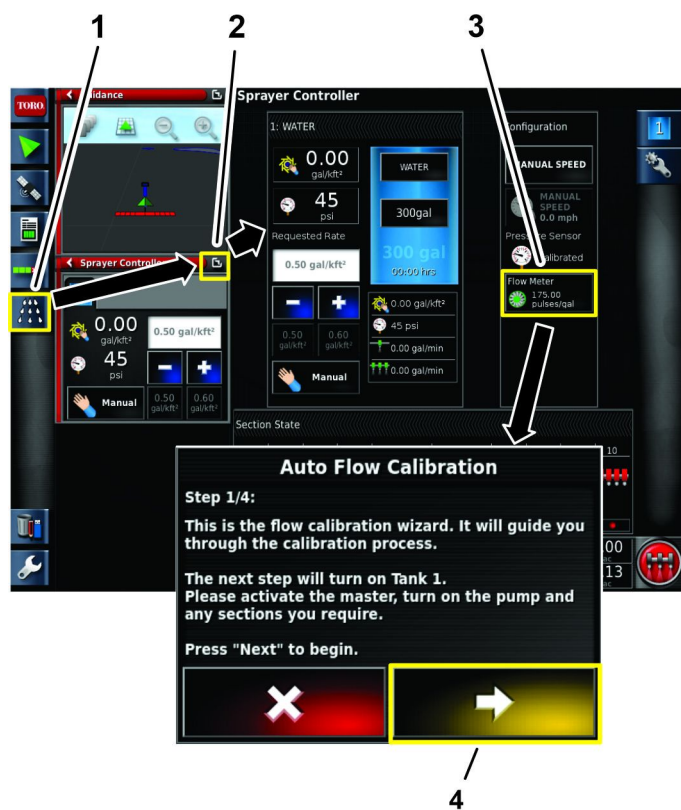 1
2
3
TORO
Guidance
Sprayer Controller
1
1: WATER
0.00
gal/kft²
45
psi
Requested Rate
0.50 gal/kft²
0.50
gal/kft²
0.60
gal/kft²
Manual
WATER
300gal
300 gal
00:00 hrs
0.00 gal/kft²
45 psi
0.00 gal/min
0.00 gal/min
Configuration
MANUAL SPEED
MANUAL
SPEED
0.0 mph
Pressure Sensor
Calibrated
Flow Meter
175.00
pulses/gal
Sprayer Controller
0.00
gal/kft²
0.50 gal/kft²
45
psi
Manual
0.50
gal/kft²
0.60
gal/kft²
Section State
10
00
ac
13
ac
Auto Flow Calibration
Step 1/4:
This is the flow calibration wizard. It will guide you
through the calibration process.
The next step will turn on Tank 1.
Please activate the master, turn on the pump and
any sections you require.
Press "Next" to begin.
4